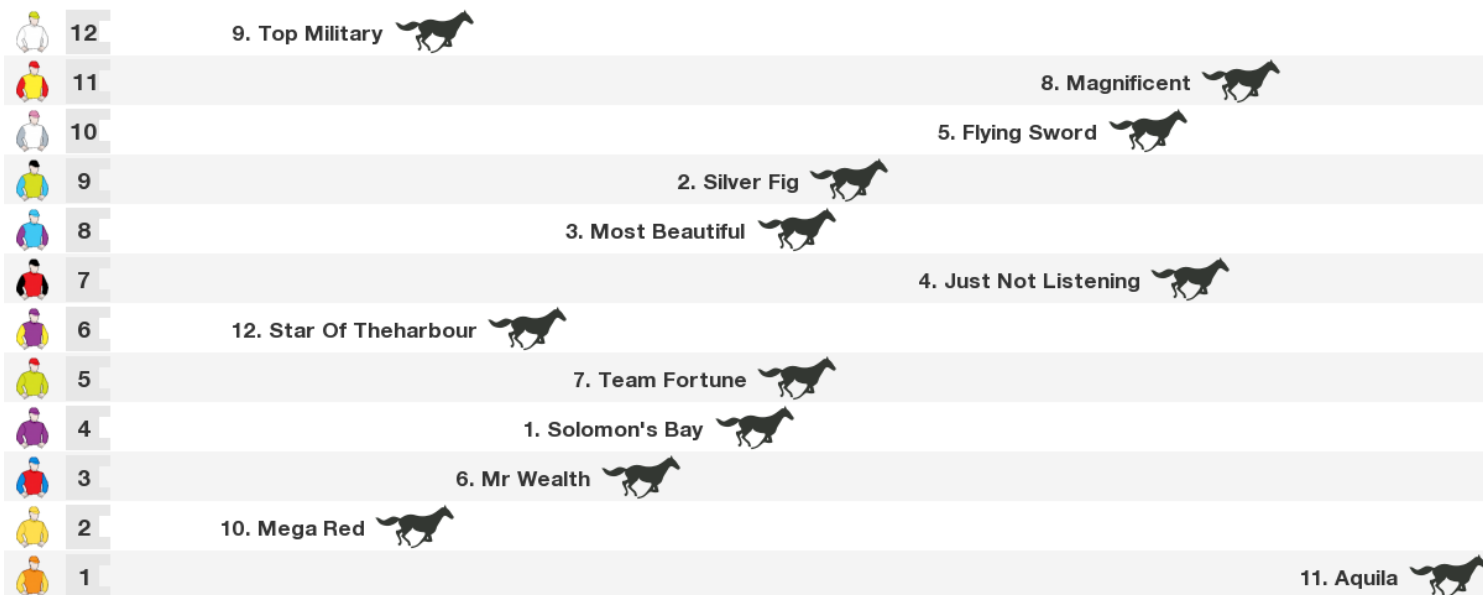 12 9. Top Military
11 8. Magnificent
10 5. Flying Sword
9 2. Silver Fig
8 3. Most Beautiful
7 4. Just Not Listening
6 12. Star Of Theharbour
5 7. Team Fortune
4 1. Solomon's Bay
3 6. Mr Wealth
2 10. Mega Red
1 11. Aquila